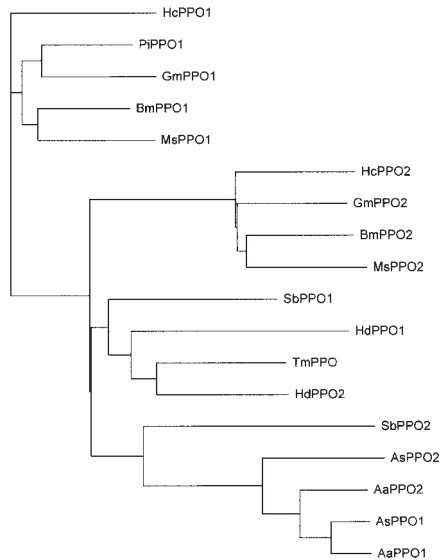 HcPPO1
PiPPO1
GmPPO1
BmPPO1
MsPPO1
HcPPO2
GmPPO2
BmPPO2
MsPPO2
SbPPO1
HdPPO1
TmPPO
HdPPO2
SbPPO2
AsPPO2
AaPPO2
AsPPO1
AaPPO1